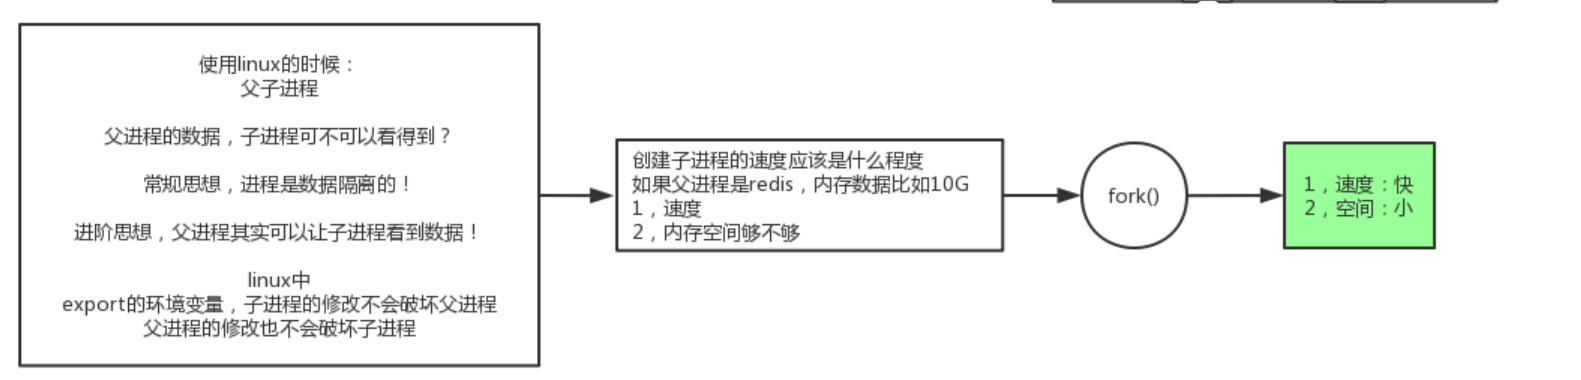 使用linux的时候：
父子进程
父进程的数据，子进程可不可以看得到？
常规思想，进程是数据隔离的！
进阶思想，父进程其实可以让子进程看到数据！
linux中
export的环境变量，子进程的修改不会破坏父进程
父进程的修改也不会破坏子进程
创建子进程的速度应该是什么程度
如果父进程是redis，内存数据比如10G
1，速度
2，内存空间够不够
fork()
1，速度：快
2，空间：小